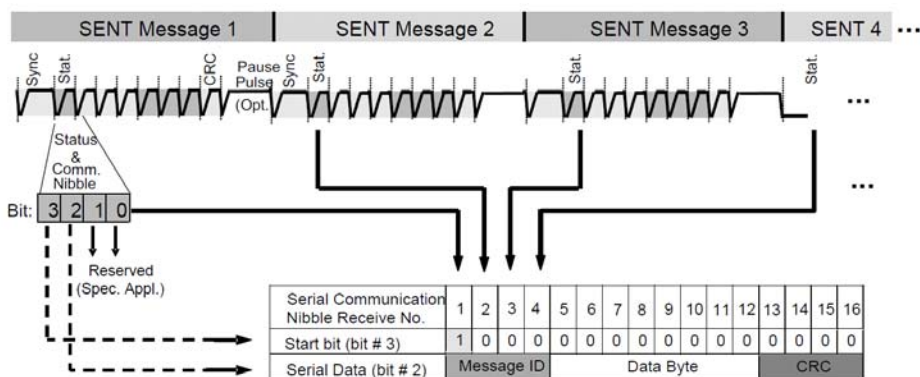 SENT Message 1 SENT Message 2 SENT Message 3 SENT 4 ...
Sync Stat. CRC Pause Pulse (Opt. Sync Stat. Stat. Stat.
...
Status
&
Comm.
Nibble
...
Bit: 3 2 1 0
Reserved
(Spec. Appl.)
Serial Communication
Nibble Receive No. 1 2 3 4 5 6 7 8 9 10 11 12 13 14 15 16
Start bit (bit # 3) 1 0 0 0 0 0 0 0 0 0 0 0 0 0 0 0
Serial Data (bit # 2) Message ID Data Byte CRC